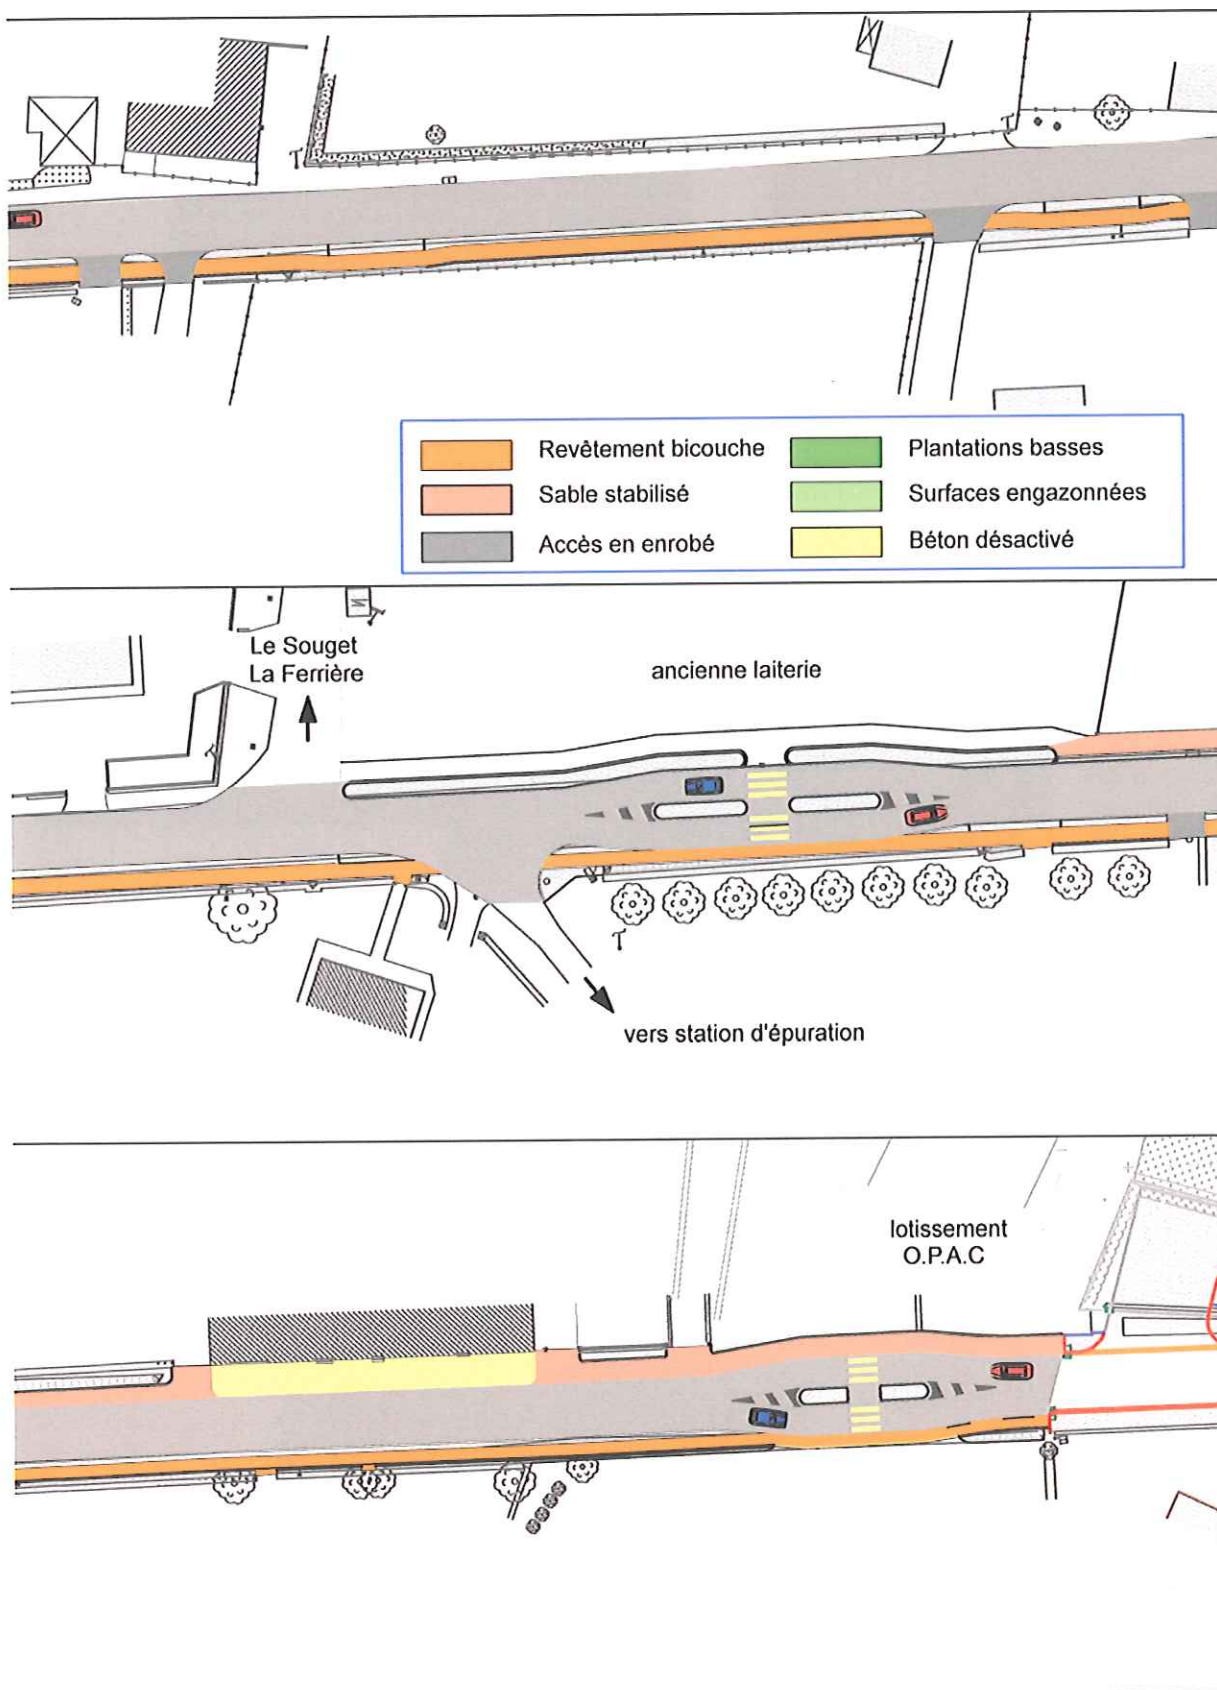 Revêtement bicouche
Plantations basses
Sable stabilisé
Surfaces engazonnées
Accès en enrobé
Béton désactivé
Le Souget
La Ferrière
ancienne laiterie
vers station d'épuration
lotissement
O.P.A.C